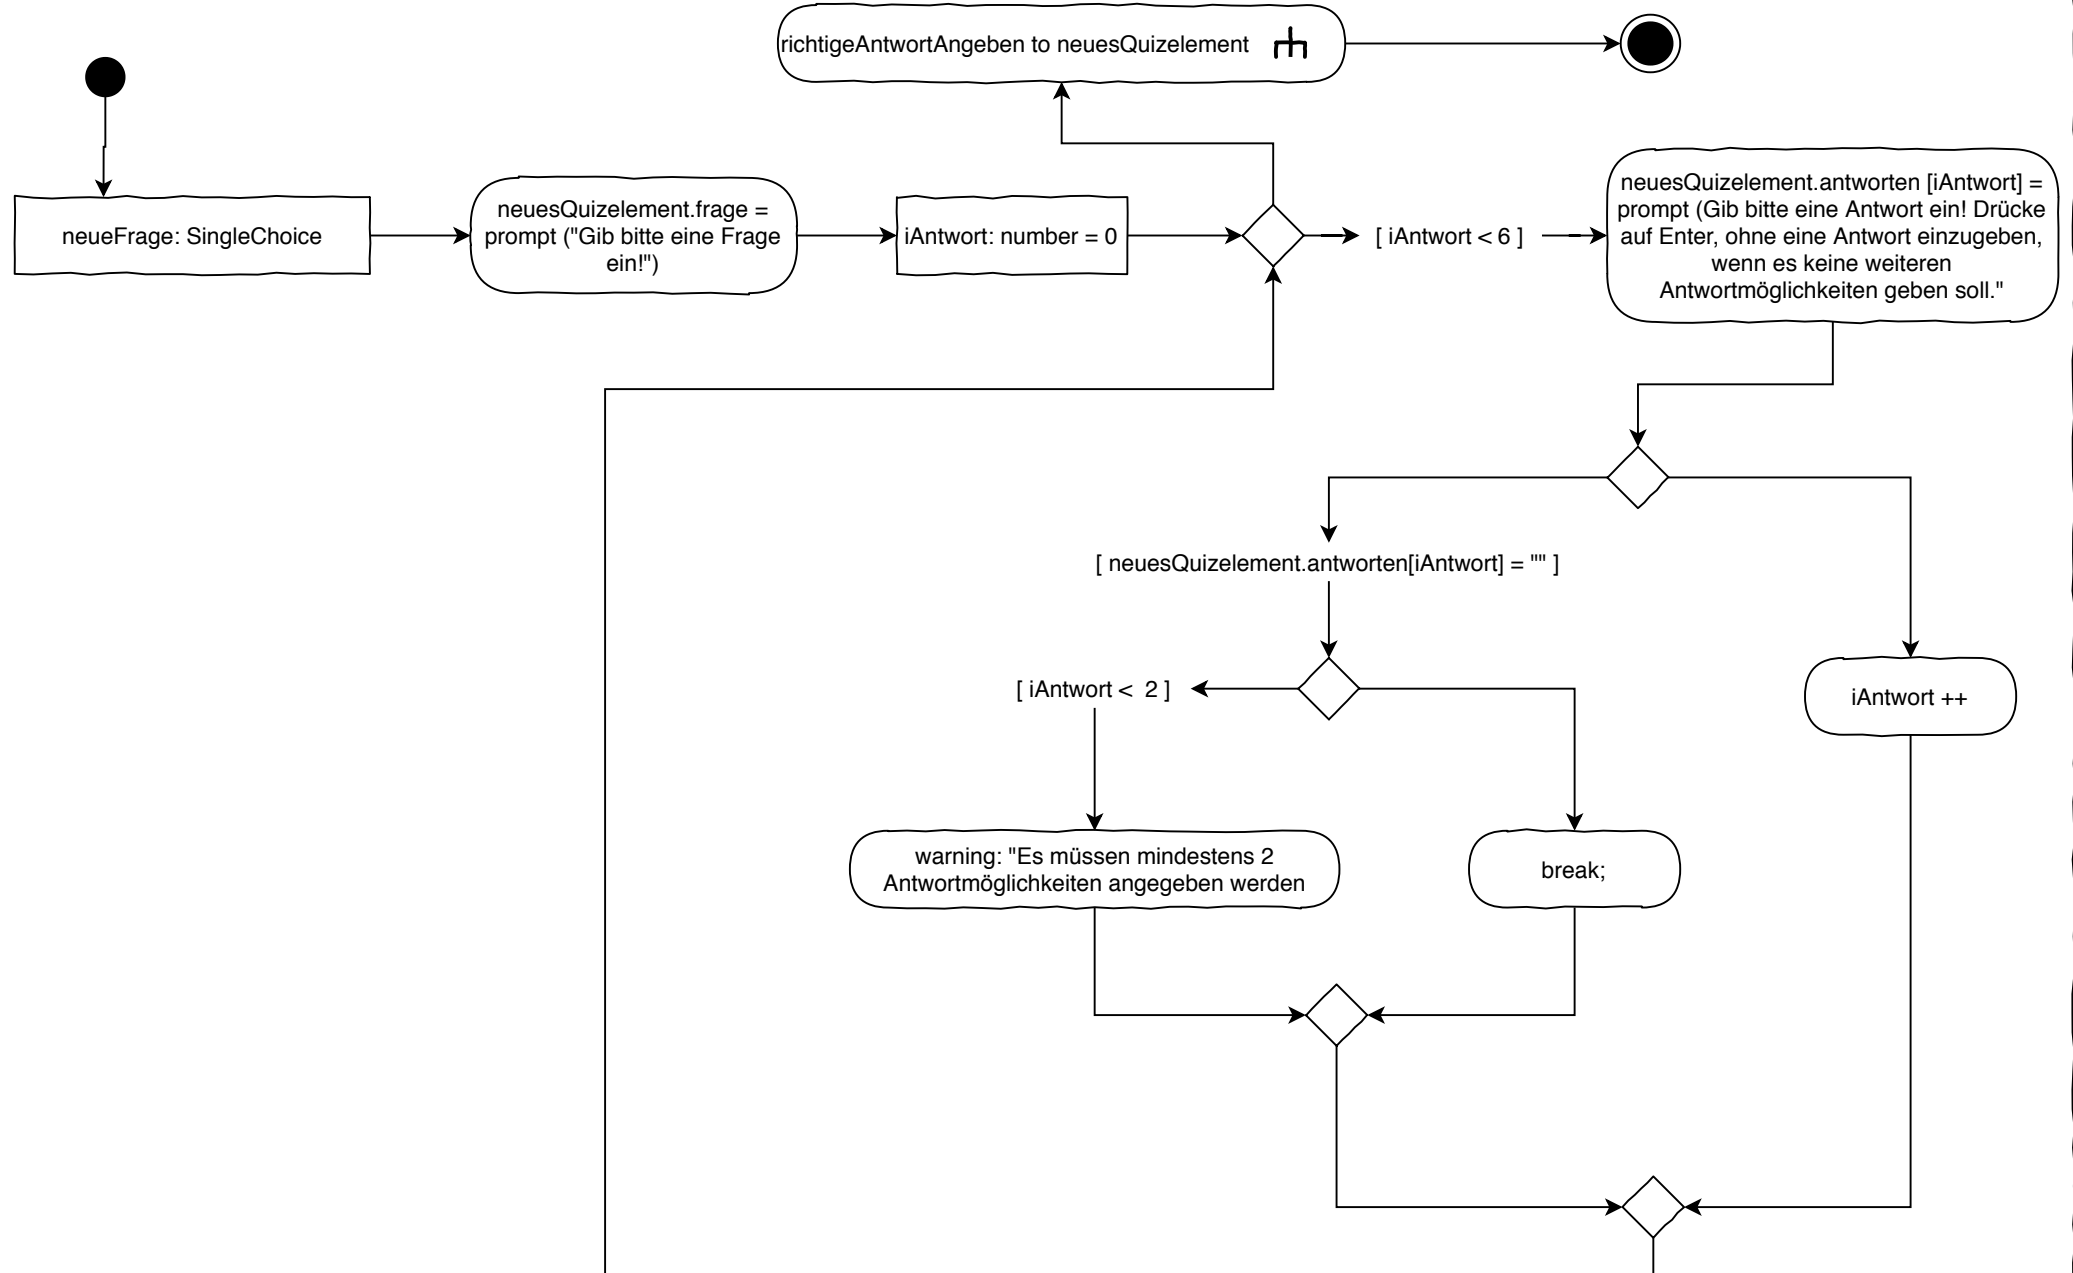 richtigeAntwortAngeben to neuesQuizelement
neueFrage: SingleChoice
neuesQuizelement.frage =
prompt ("Gib bitte eine Frage
ein!")
iAntwort: number = 0
[ iAntwort < 6 ]
neuesQuizelement.antworten [iAntwort] =
prompt (Gib bitte eine Antwort ein! Drücke
auf Enter, ohne eine Antwort einzugeben,
wenn es keine weiteren
Antwortmöglichkeiten geben soll."
[ neuesQuizelement.antworten[iAntwort] = "" ]
[ iAntwort <  2 ]
iAntwort ++
warning: "Es müssen mindestens 2
Antwortmöglichkeiten angegeben werden
break;